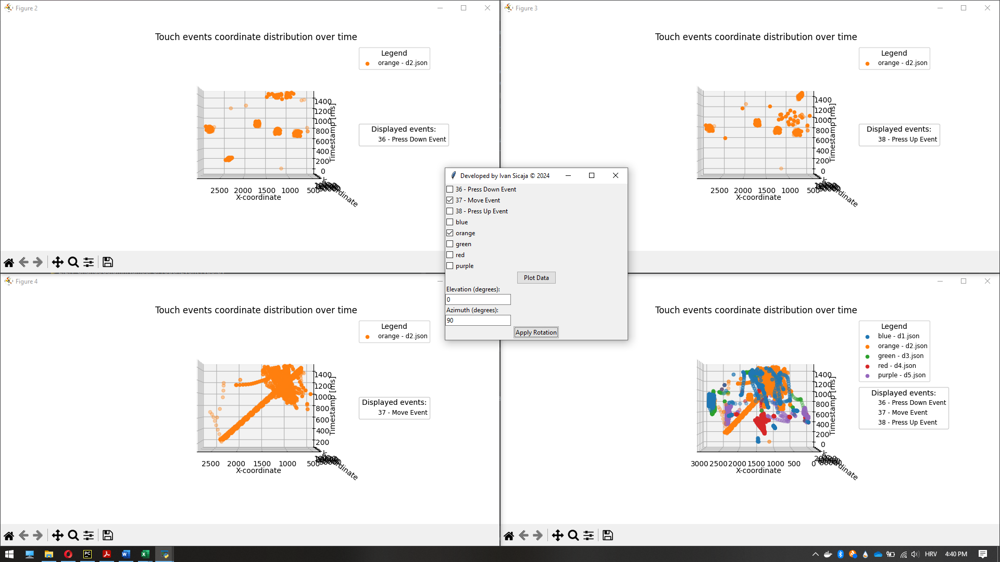 Figure 2
Touch events coordinate distribution over time
Legend
orange - d2.json
Displayed events:
36 - Press Down Event
1400
1200
1000
800
600
400
200
0
Timestamp [ms]
2500 2000 1500 1000 500
X-coordinate
Figure 3
Touch events coordinate distribution over time
Legend
orange - d2.json
Displayed events:
38 - Press Up Event
1400
1200
1000
800
600
400
200
0
Timestamp [ms]
2500 2000 1500 1000 500
X-coordinate
Developed by Ivan Sicaja © 2024
36 - Press Down Event
37 - Move Event
38 - Press Up Event
blue
orange
green
red
purple
Plot Data
Elevation (degrees):
0
Azimuth (degrees):
90
Apply Rotation
Figure 4
Touch events coordinate distribution over time
Legend
orange - d2.json
Displayed events:
37 - Move Event
1400
1200
1000
800
600
400
200
Timestamp [ms]
2500 2000 1500 1000 500
X-coordinate
Touch events coordinate distribution over time
Legend
blue - d1.json
orange - d2.json
green - d3.json
red - d4.json
purple - d5.json
Displayed events:
36 - Press Down Event
37 - Move Event
38 - Press Up Event
1400
1200
1000
800
600
400
200
0
Timestamp [ms]
3000 2500 2000 1500 1000 500 0
X-coordinate
HRV
4:40 PM